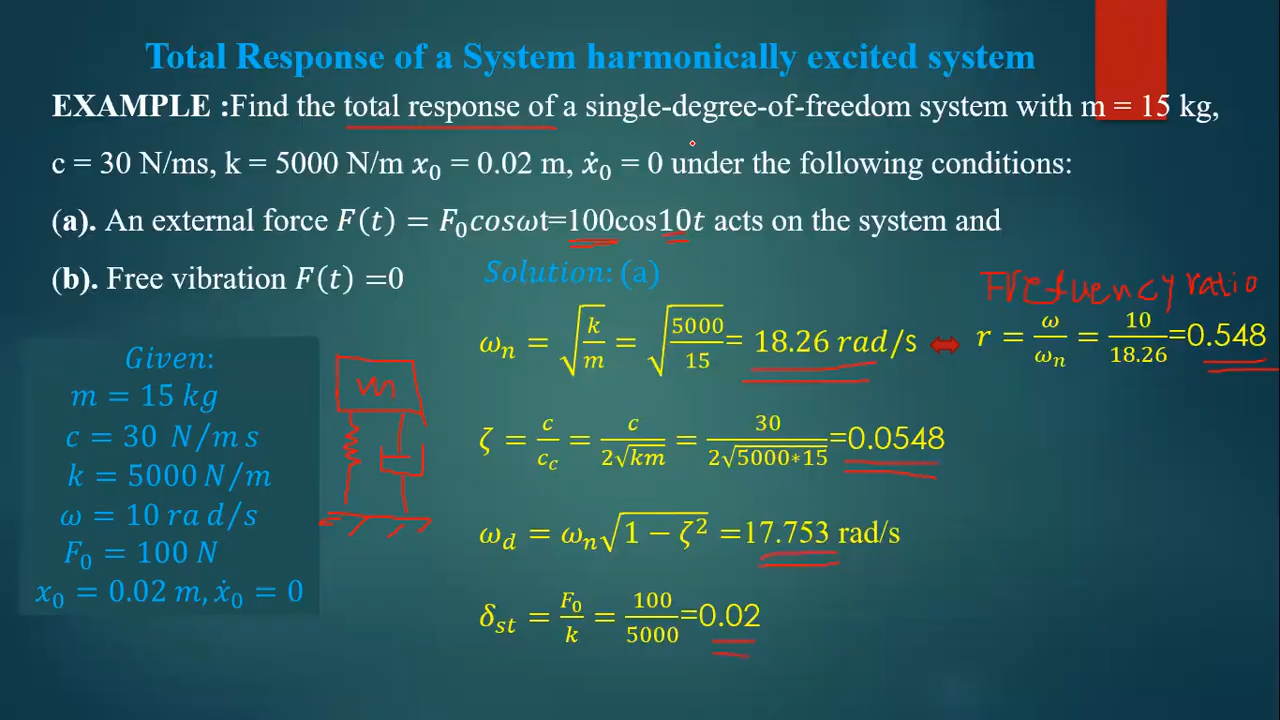 Total Response of a System harmonically excited system
EXAMPLE :Find the total response of a single-degree-of-freedom system with m = 15 kg,
c = 30 N/ms, k = 5000 N/m x₀ = 0.02 m, ẋ₀ = 0 under the following conditions:
(a). An external force F(t) = F₀cosωt=100cos10t acts on the system and
(b). Free vibration F(t) =0
Solution: (a)
Frequency ratio
ωₙ = √(k/m) = √(5000/15) = 18.26 rad/s ⇔ r = ω/ωₙ = 10/18.26 =0.548
ζ = c/c_c = c/(2√km) = 30/(2√5000*15) =0.0548
ω_d = ωₙ√(1 − ζ²) =17.753 rad/s
δₛₜ = F₀/k = 100/5000 =0.02
Given:
m = 15 kg
c = 30 N/m s
k = 5000 N/m
ω = 10 ra d/s
F₀ = 100 N
x₀ = 0.02 m, ẋ₀ = 0
m